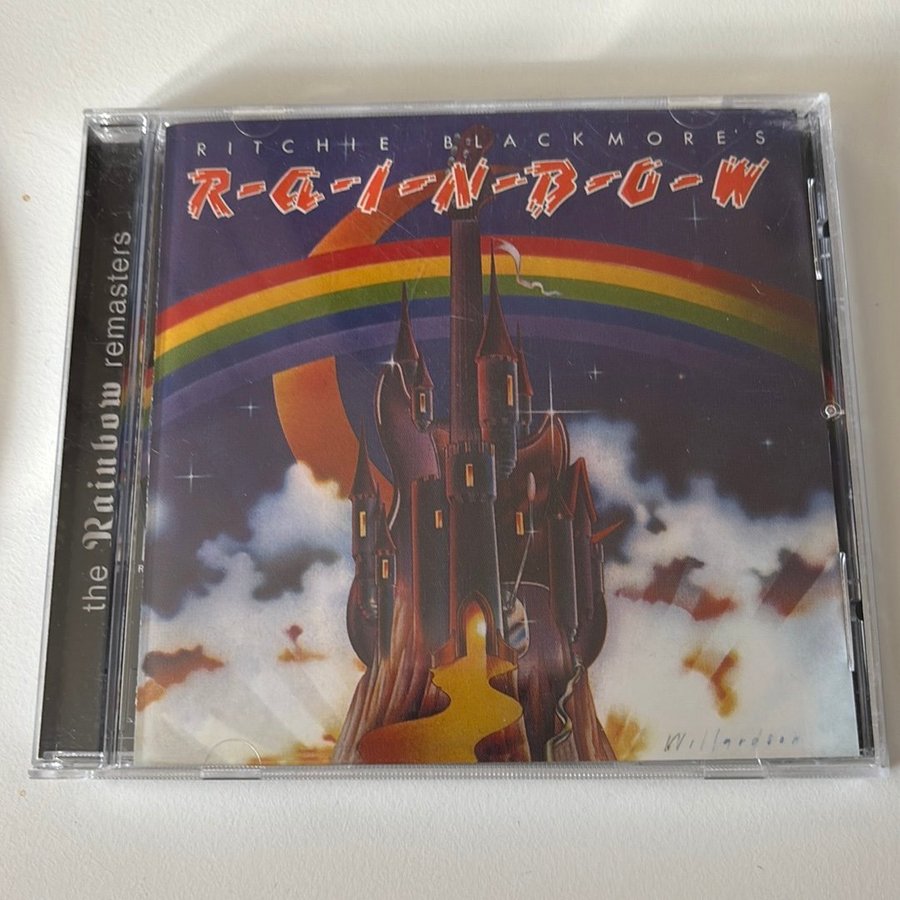 RITCHIE BLACKMORE'S
R-A-I-N-B-O-W
the Rainbow remasters
Willardson